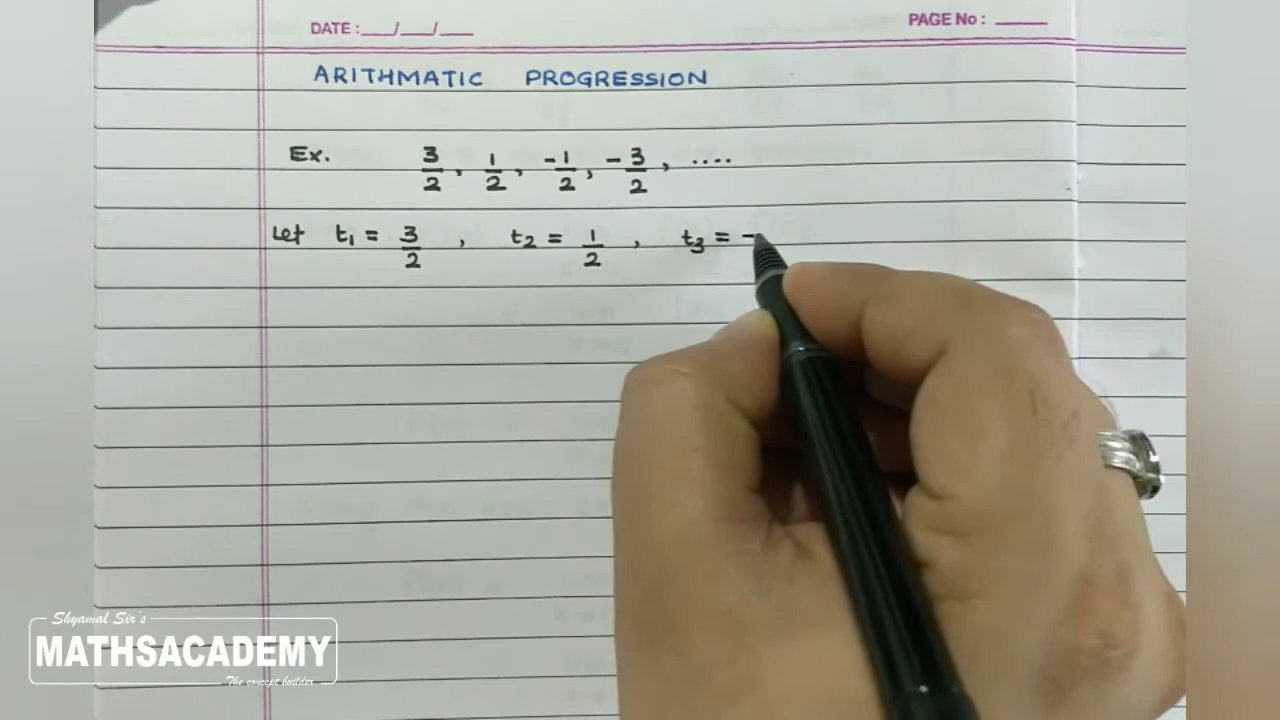 DATE :___/___/___
PAGE No : _____
ARITHMATIC PROGRESSION
Ex. 3/2, 1/2, -1/2, -3/2, ....
Let t₁ = 3/2 , t₂ = 1/2 , t₃ = -
Shyamal Sir's
MATHSACADEMY
The concept builder